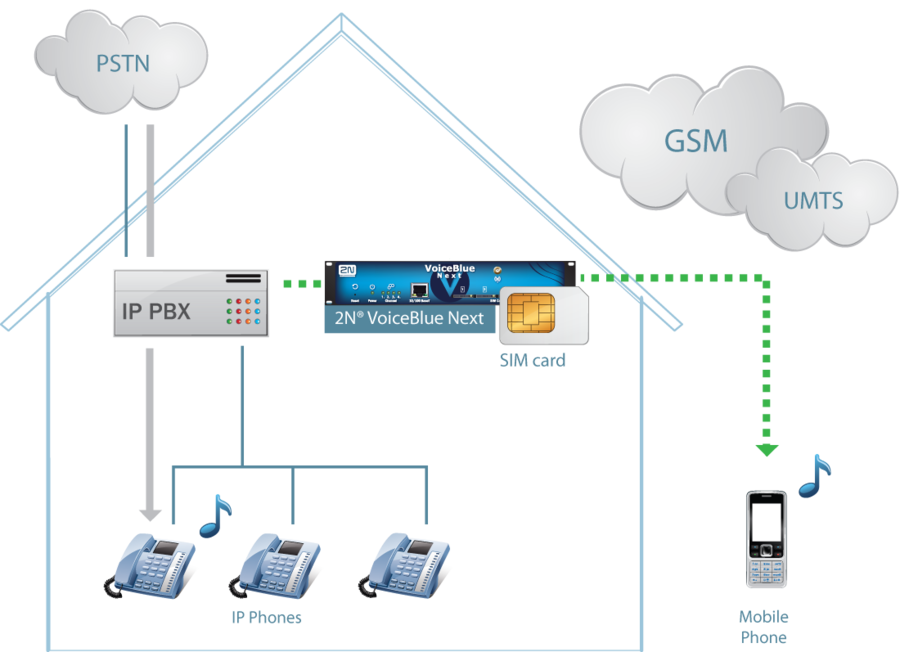 PSTN
GSM
UMTS
2N
VoiceBlue
Next
IP PBX
2N® VoiceBlue Next
SIM card
IP Phones
Mobile
Phone